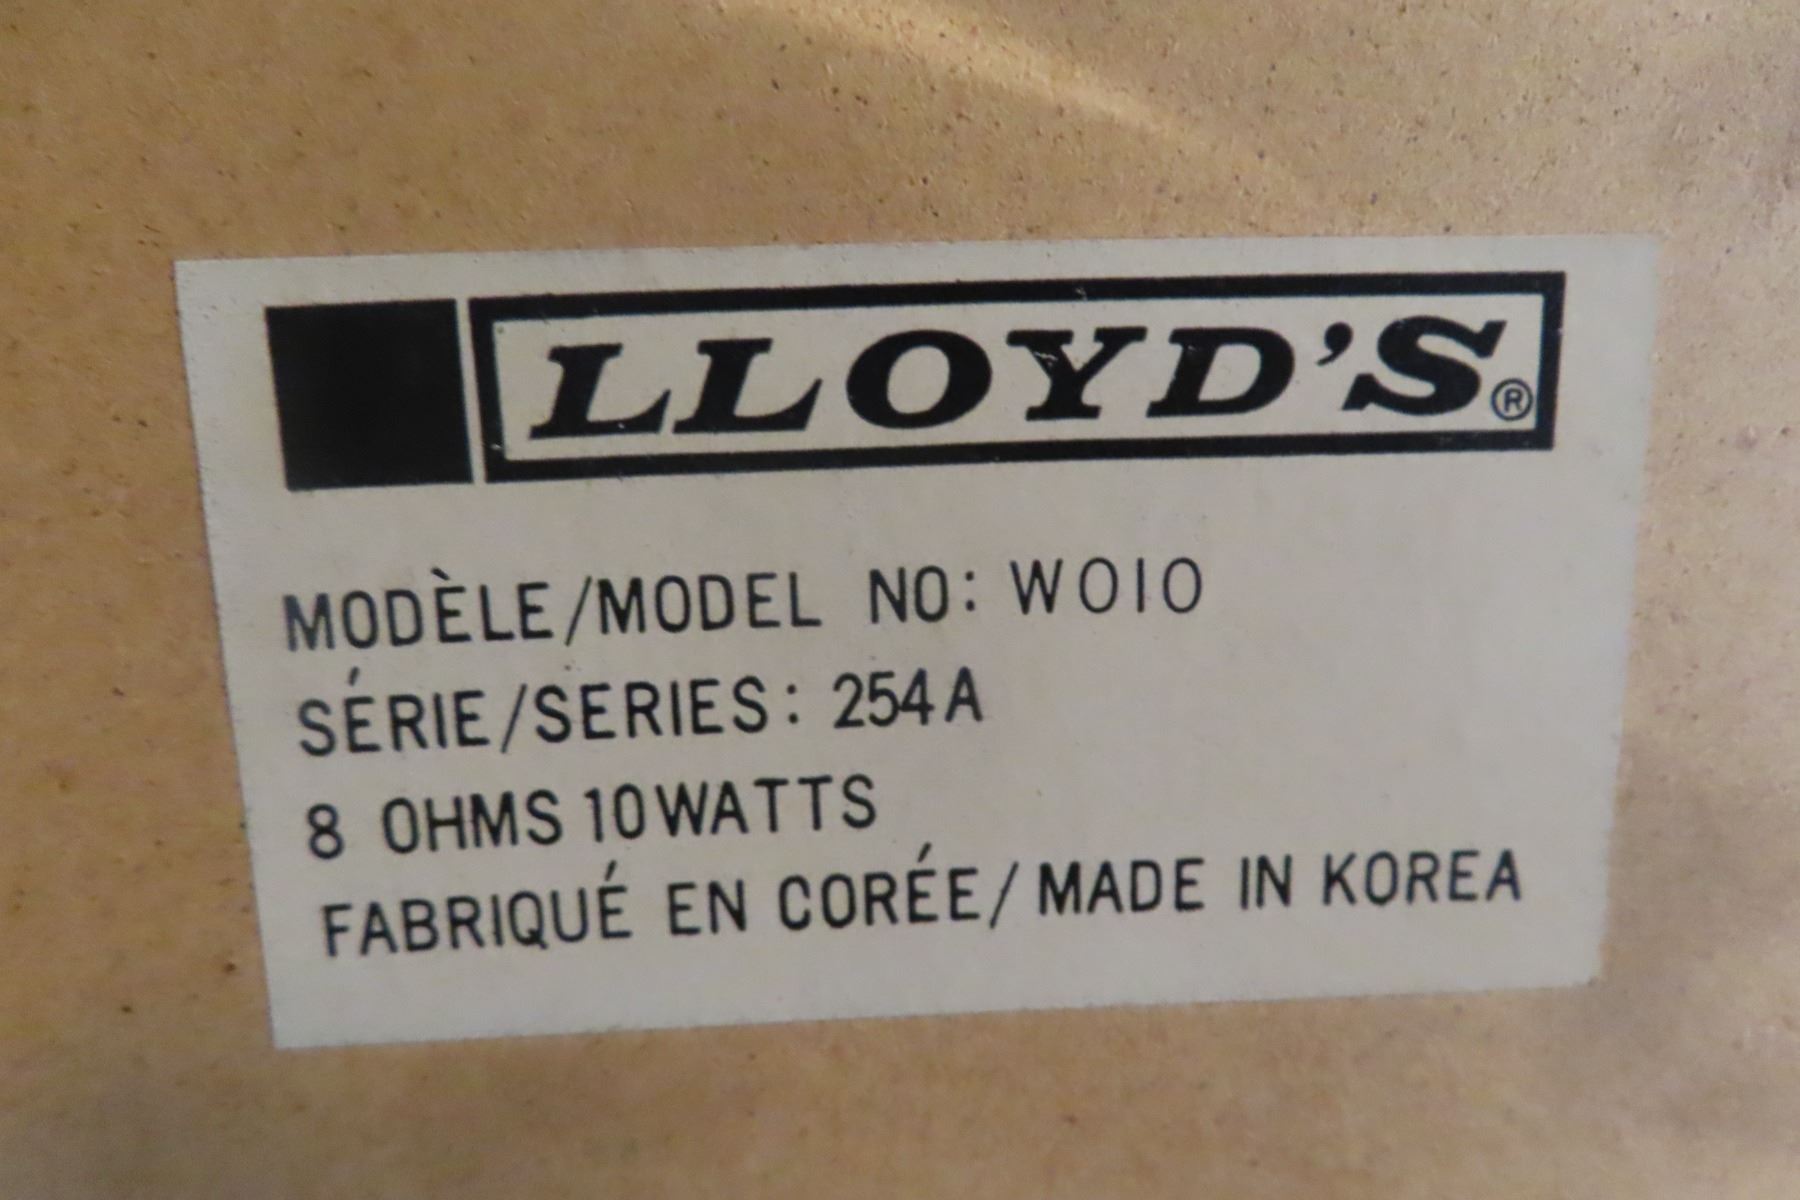 LLOYD'S®
MODÈLE/MODEL NO: W010
SÉRIE/SERIES: 254A
8 OHMS 10WATTS
FABRIQUÉ EN CORÉE/MADE IN KOREA